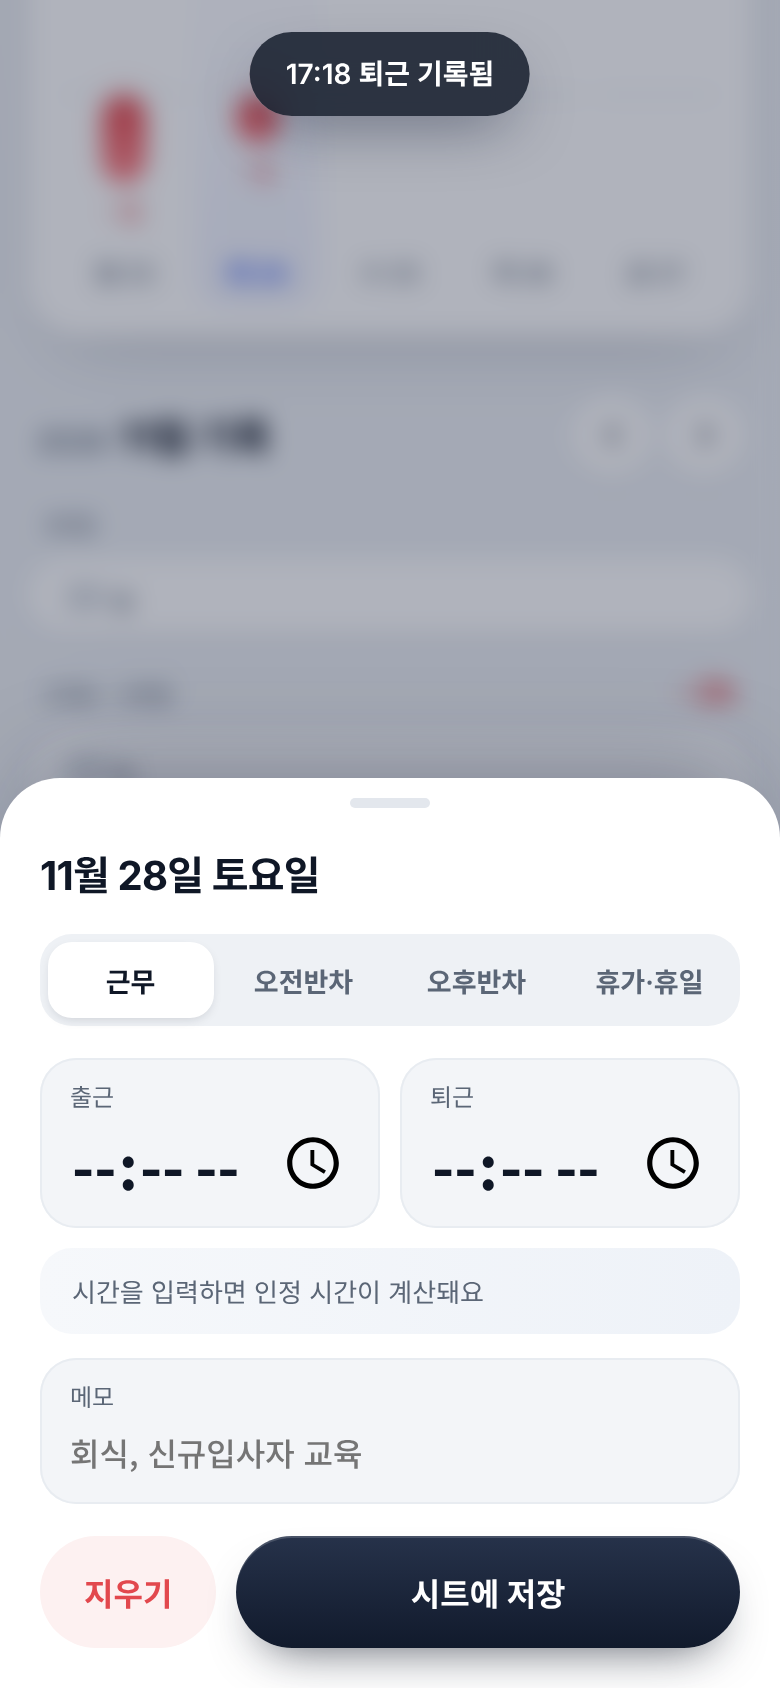 17:18 퇴근 기록됨
11월 28일 토요일
근무 오전반차 오후반차 휴가·휴일
출근 퇴근
--:-- -- --:-- --
시간을 입력하면 인정 시간이 계산돼요
메모
회식, 신규입사자 교육
지우기 시트에 저장